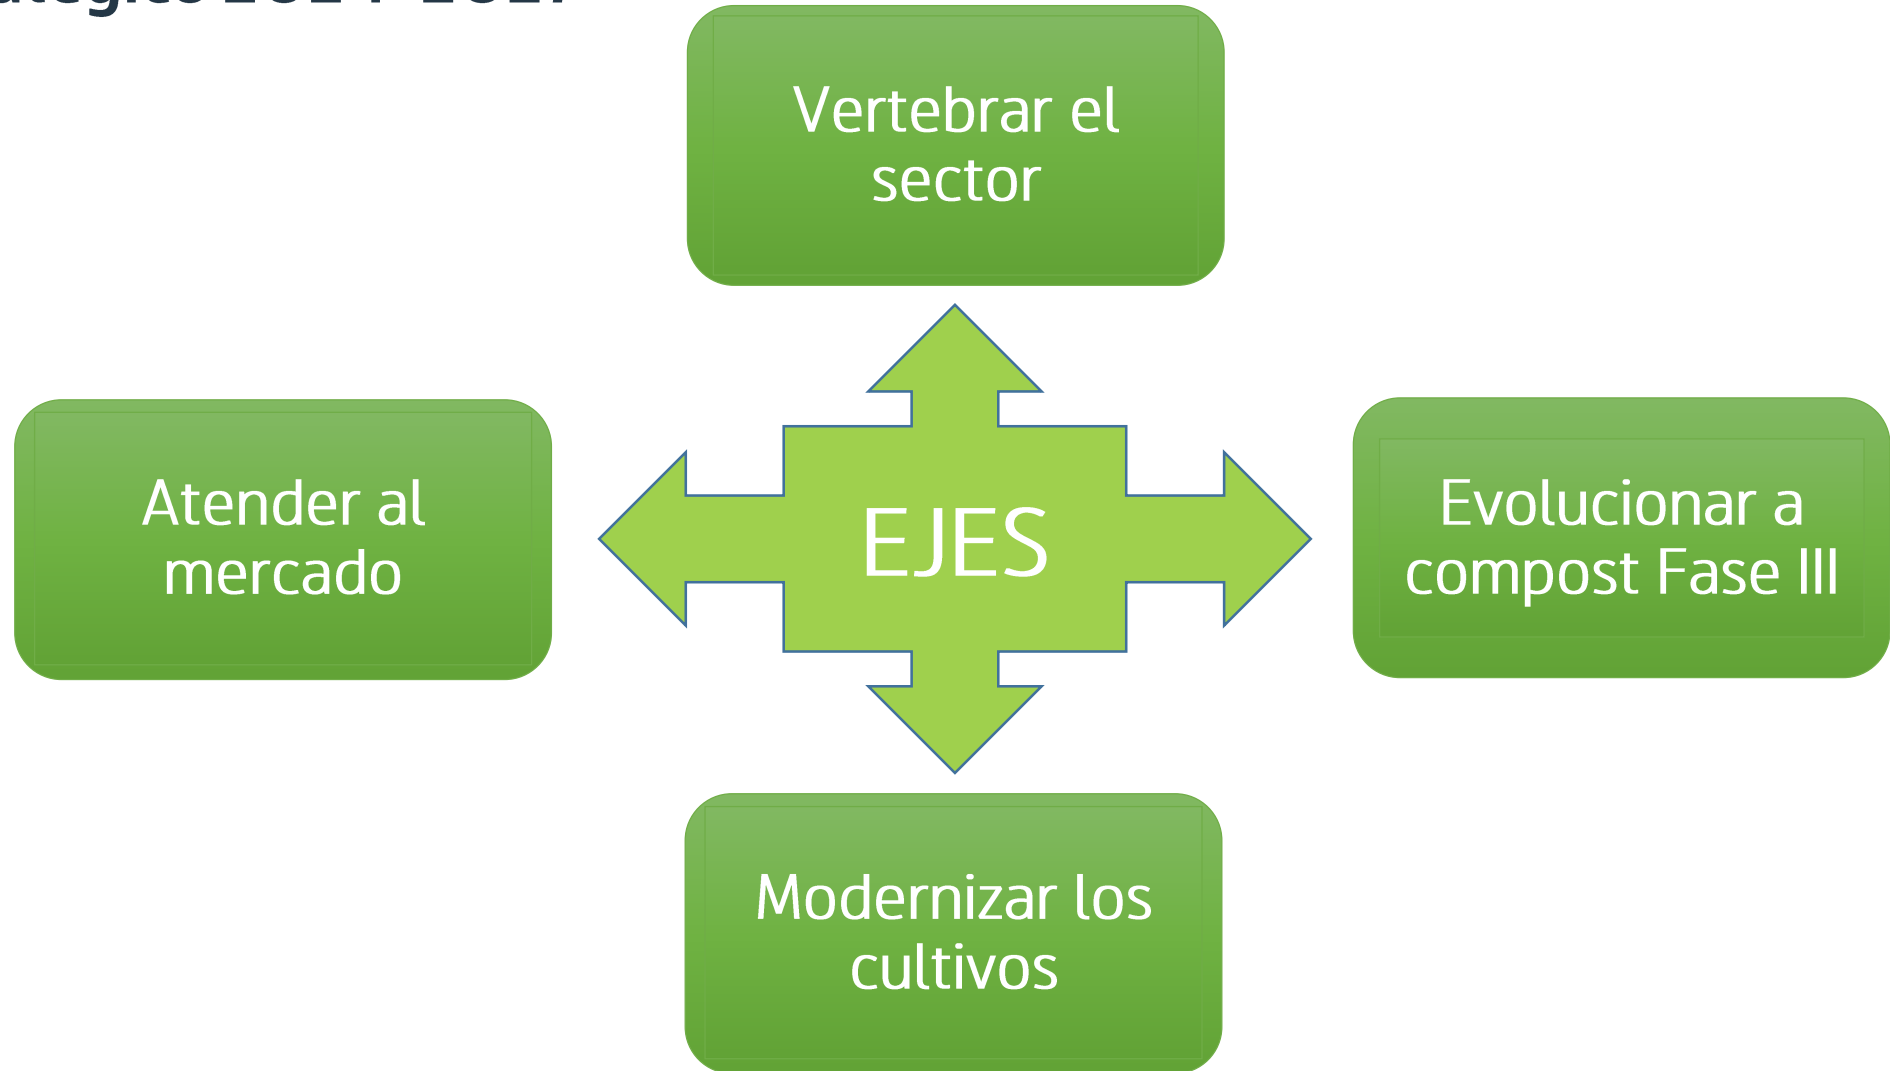 Vertebrar el
sector
Atender al
mercado
EJES
Evolucionar a
compost Fase III
Modernizar los
cultivos